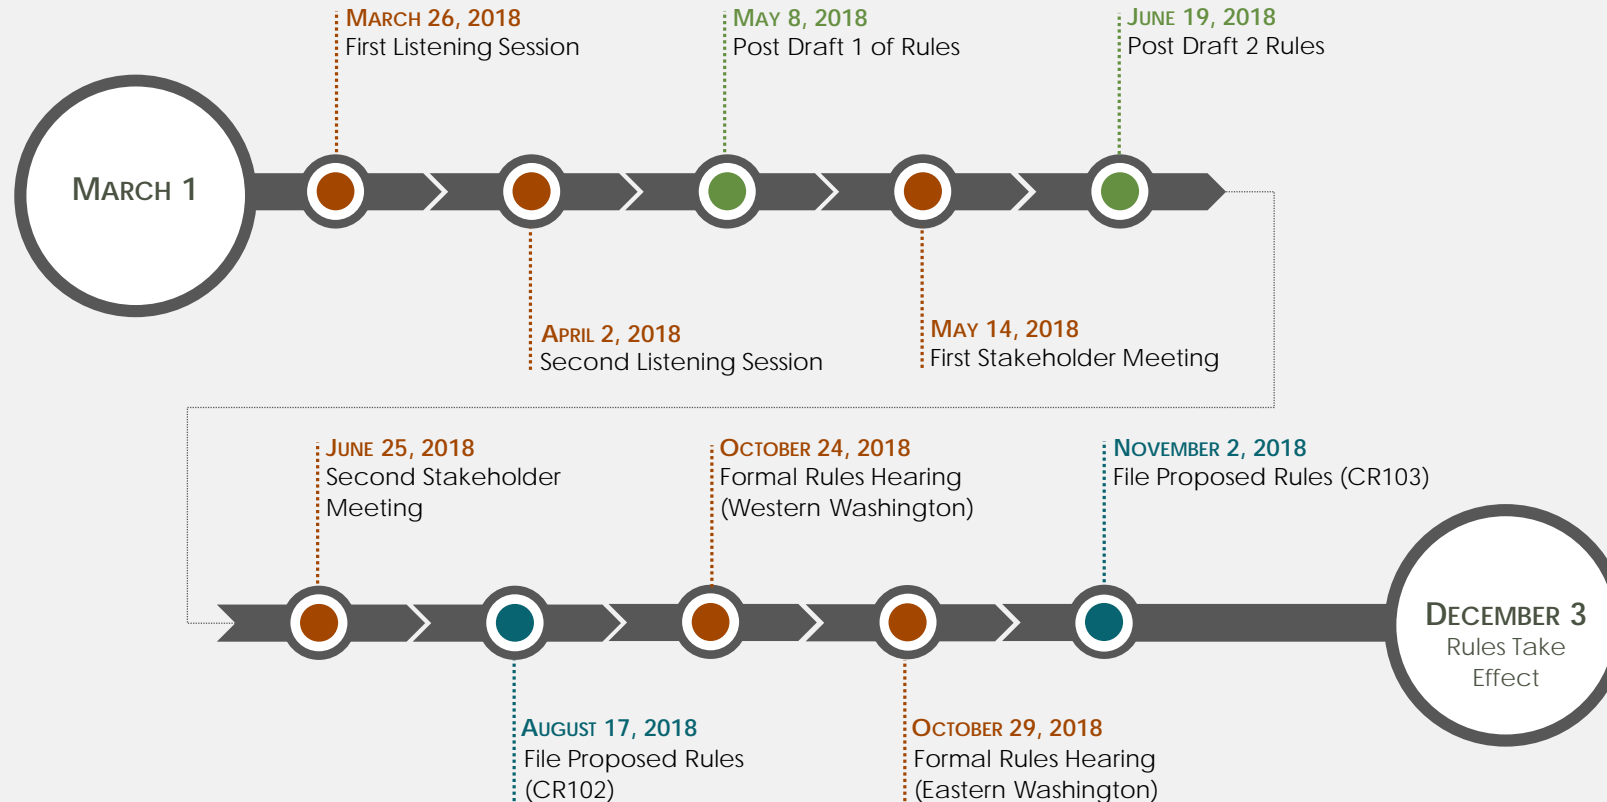 MARCH 1
MARCH 26, 2018
First Listening Session
APRIL 2, 2018
Second Listening Session
MAY 8, 2018
Post Draft 1 of Rules
MAY 14, 2018
First Stakeholder Meeting
JUNE 19, 2018
Post Draft 2 Rules
JUNE 25, 2018
Second Stakeholder
Meeting
AUGUST 17, 2018
File Proposed Rules
(CR102)
OCTOBER 24, 2018
Formal Rules Hearing
(Western Washington)
OCTOBER 29, 2018
Formal Rules Hearing
(Eastern Washington)
NOVEMBER 2, 2018
File Proposed Rules (CR103)
DECEMBER 3
Rules Take
Effect